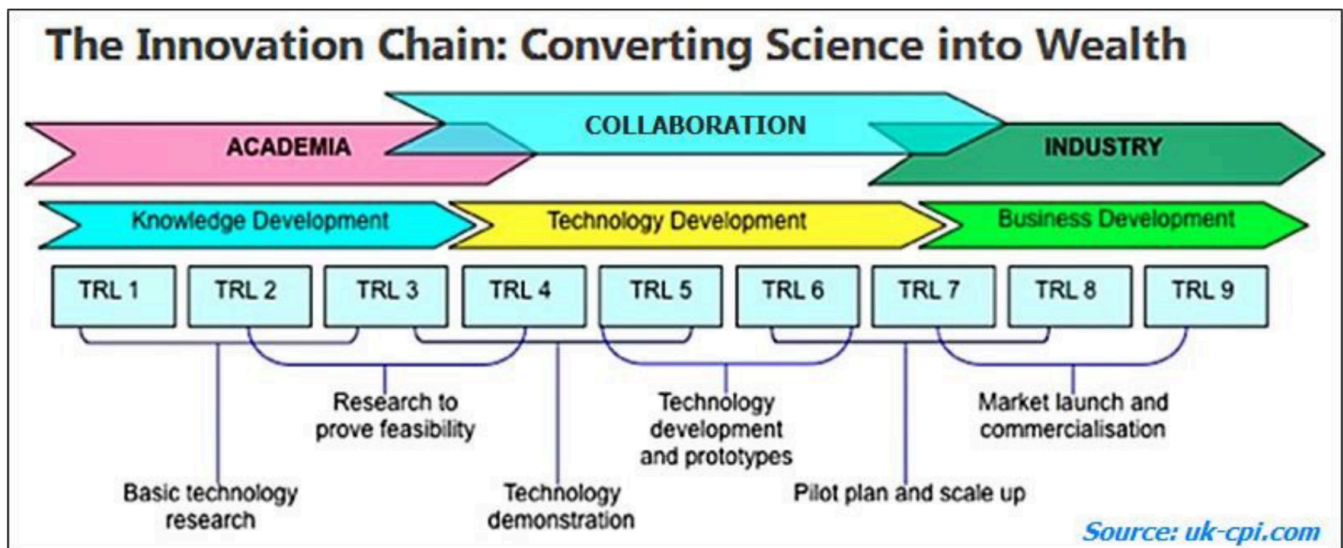 The Innovation Chain: Converting Science into Wealth
COLLABORATION
ACADEMIA
INDUSTRY
Knowledge Development
Technology Development
Business Development
TRL 1
TRL 2
TRL 3
TRL 4
TRL 5
TRL 6
TRL 7
TRL 8
TRL 9
Research to
prove feasibility
Technology
development
and prototypes
Market launch and
commercialisation
Basic technology
research
Technology
demonstration
Pilot plan and scale up
Source: uk-cpi.com